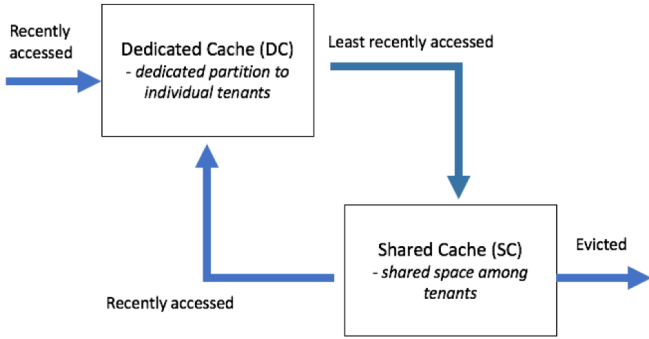 Recently
accessed
Dedicated Cache (DC)
- dedicated partition to
individual tenants
Least recently accessed
Shared Cache (SC)
- shared space among
tenants
Evicted
Recently accessed